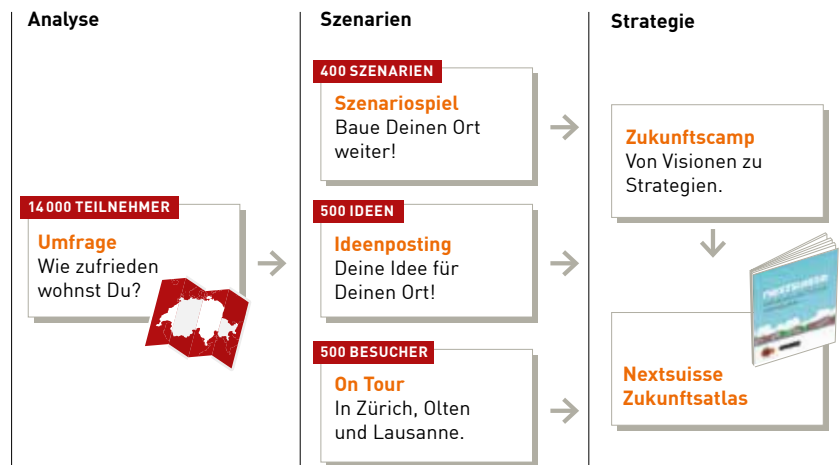 Analyse
14 000 TEILNEHMER
Umfrage
Wie zufrieden
wohnst Du?
Szenarien
400 SZENARIEN
Szenariospiel
Baue Deinen Ort
weiter!
500 IDEEN
Ideenposting
Deine Idee für
Deinen Ort!
500 BESUCHER
On Tour
In Zürich, Olten
und Lausanne.
Strategie
Zukunftscamp
Von Visionen zu
Strategien.
nextsuisse
Nextsuisse
Zukunftsatlas